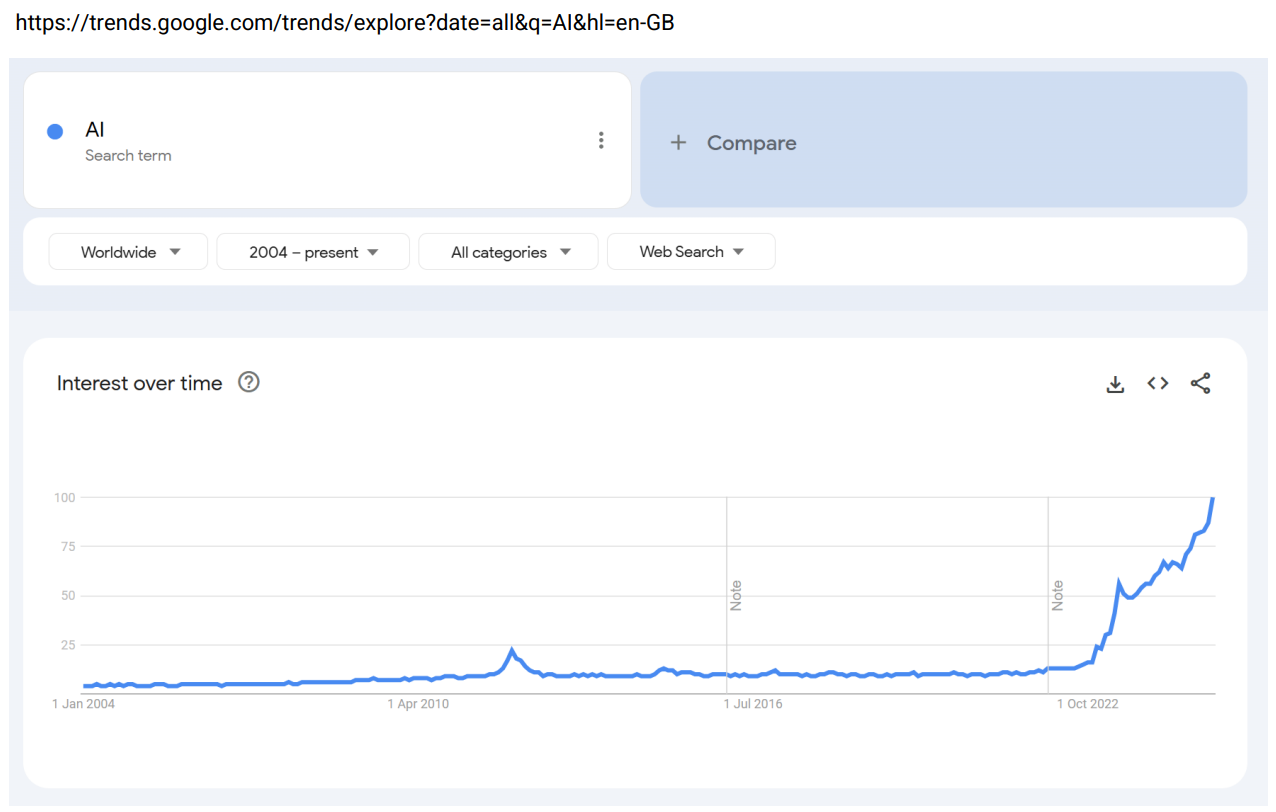 https://trends.google.com/trends/explore?date=all&q=AI&hl=en-GB
AI
Search term
+ Compare
Worldwide
2004 – present
All categories
Web Search
Interest over time
100
75
50
25
Note
Note
1 Jan 2004
1 Apr 2010
1 Jul 2016
1 Oct 2022